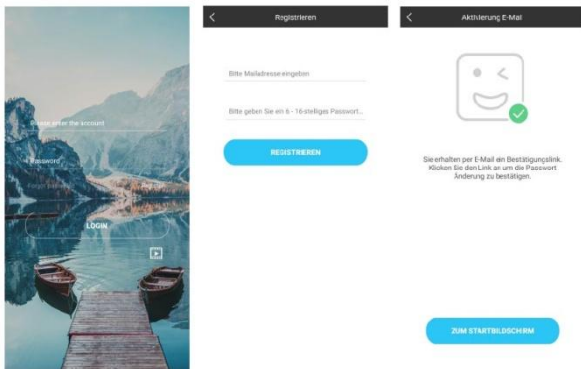 Please enter the account
Password
Forgot
LOGIN
Registrieren
Bitte Mailadresse eingeben
Bitte geben Sie ein 6 - 16-stelliges Passwort...
REGISTRIEREN
Aktivierung E-Mail
Sie erhalten per E-Mail ein Bestätigungslink.
Klicken Sie den Link an um die Passwort
Änderung zu bestätigen.
ZUM STARTBILDSCHIRM